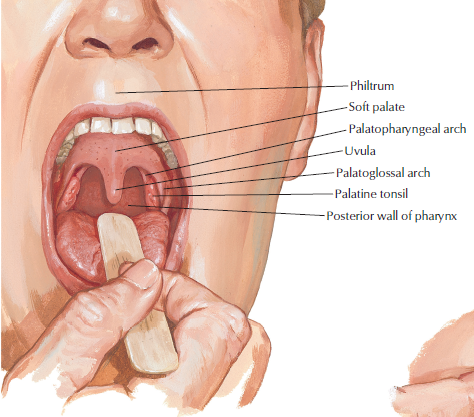 Philtrum
Soft palate
Palatopharyngeal arch
Uvula
Palatoglossal arch
Palatine tonsil
Posterior wall of pharynx